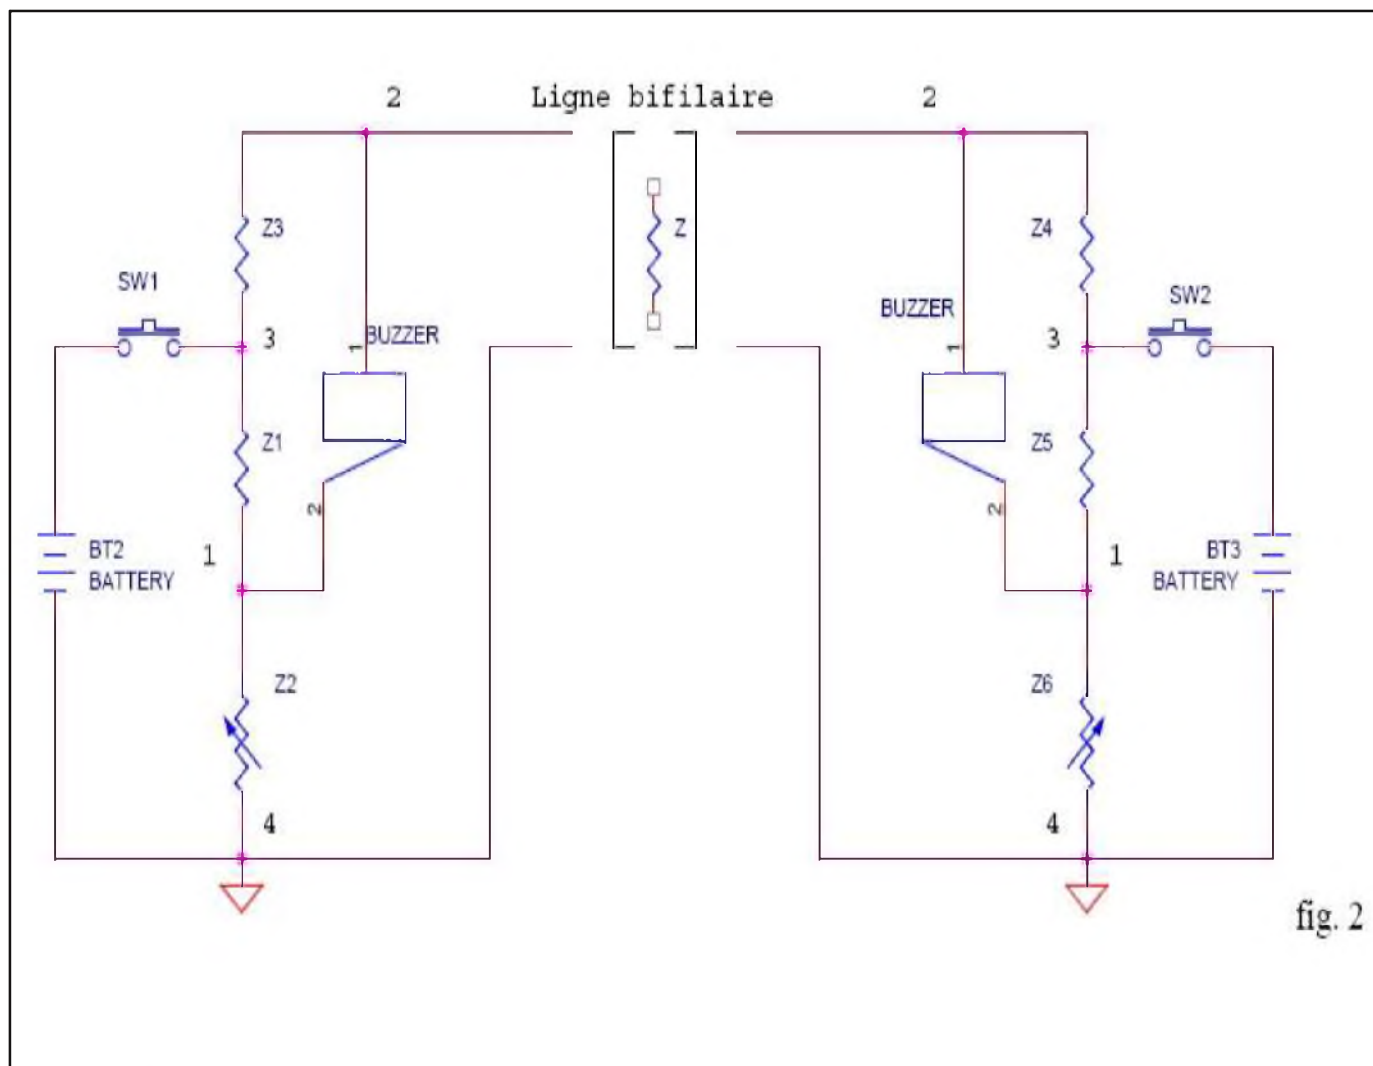 2 Ligne bifilaire 2
Z3 Z Z4
SW1 SW2
BUZZER BUZZER
3 3
1 1
Z1 Z5
2 2
BT2 BT3
1 1
BATTERY BATTERY
Z2 Z6
4 4
fig. 2